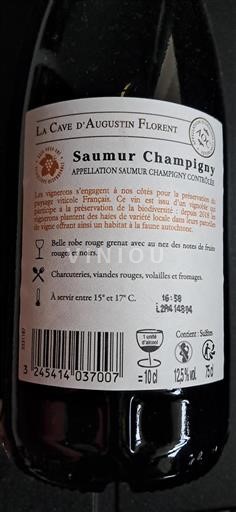 La Cave d'Augustin Florent
AOC
Saumur Champigny
APPELLATION SAUMUR CHAMPIGNY CONTRÔLÉE
Les vignerons s'engagent à nos côtés pour la préservation du
paysage viticole Français. Ce vin est issu d'un vignoble qui
participe à la préservation de la biodiversité : depuis 2018 les
vignerons plantent des haies de variété locale dans leurs parcelles
de vigne offrant ainsi un habitat à la faune autochtone.
Belle robe rouge grenat avec au nez des notes de fruits
rouges et noirs.
VINIOU
Charcuteries, viandes rouges, volailles et fromages.
À servir entre 15° et 17° C.
16:58
1 unité
d'alcool
Contient : Sulfites
3 245414 037007
=10 cl
12,5% vol.
75 cl